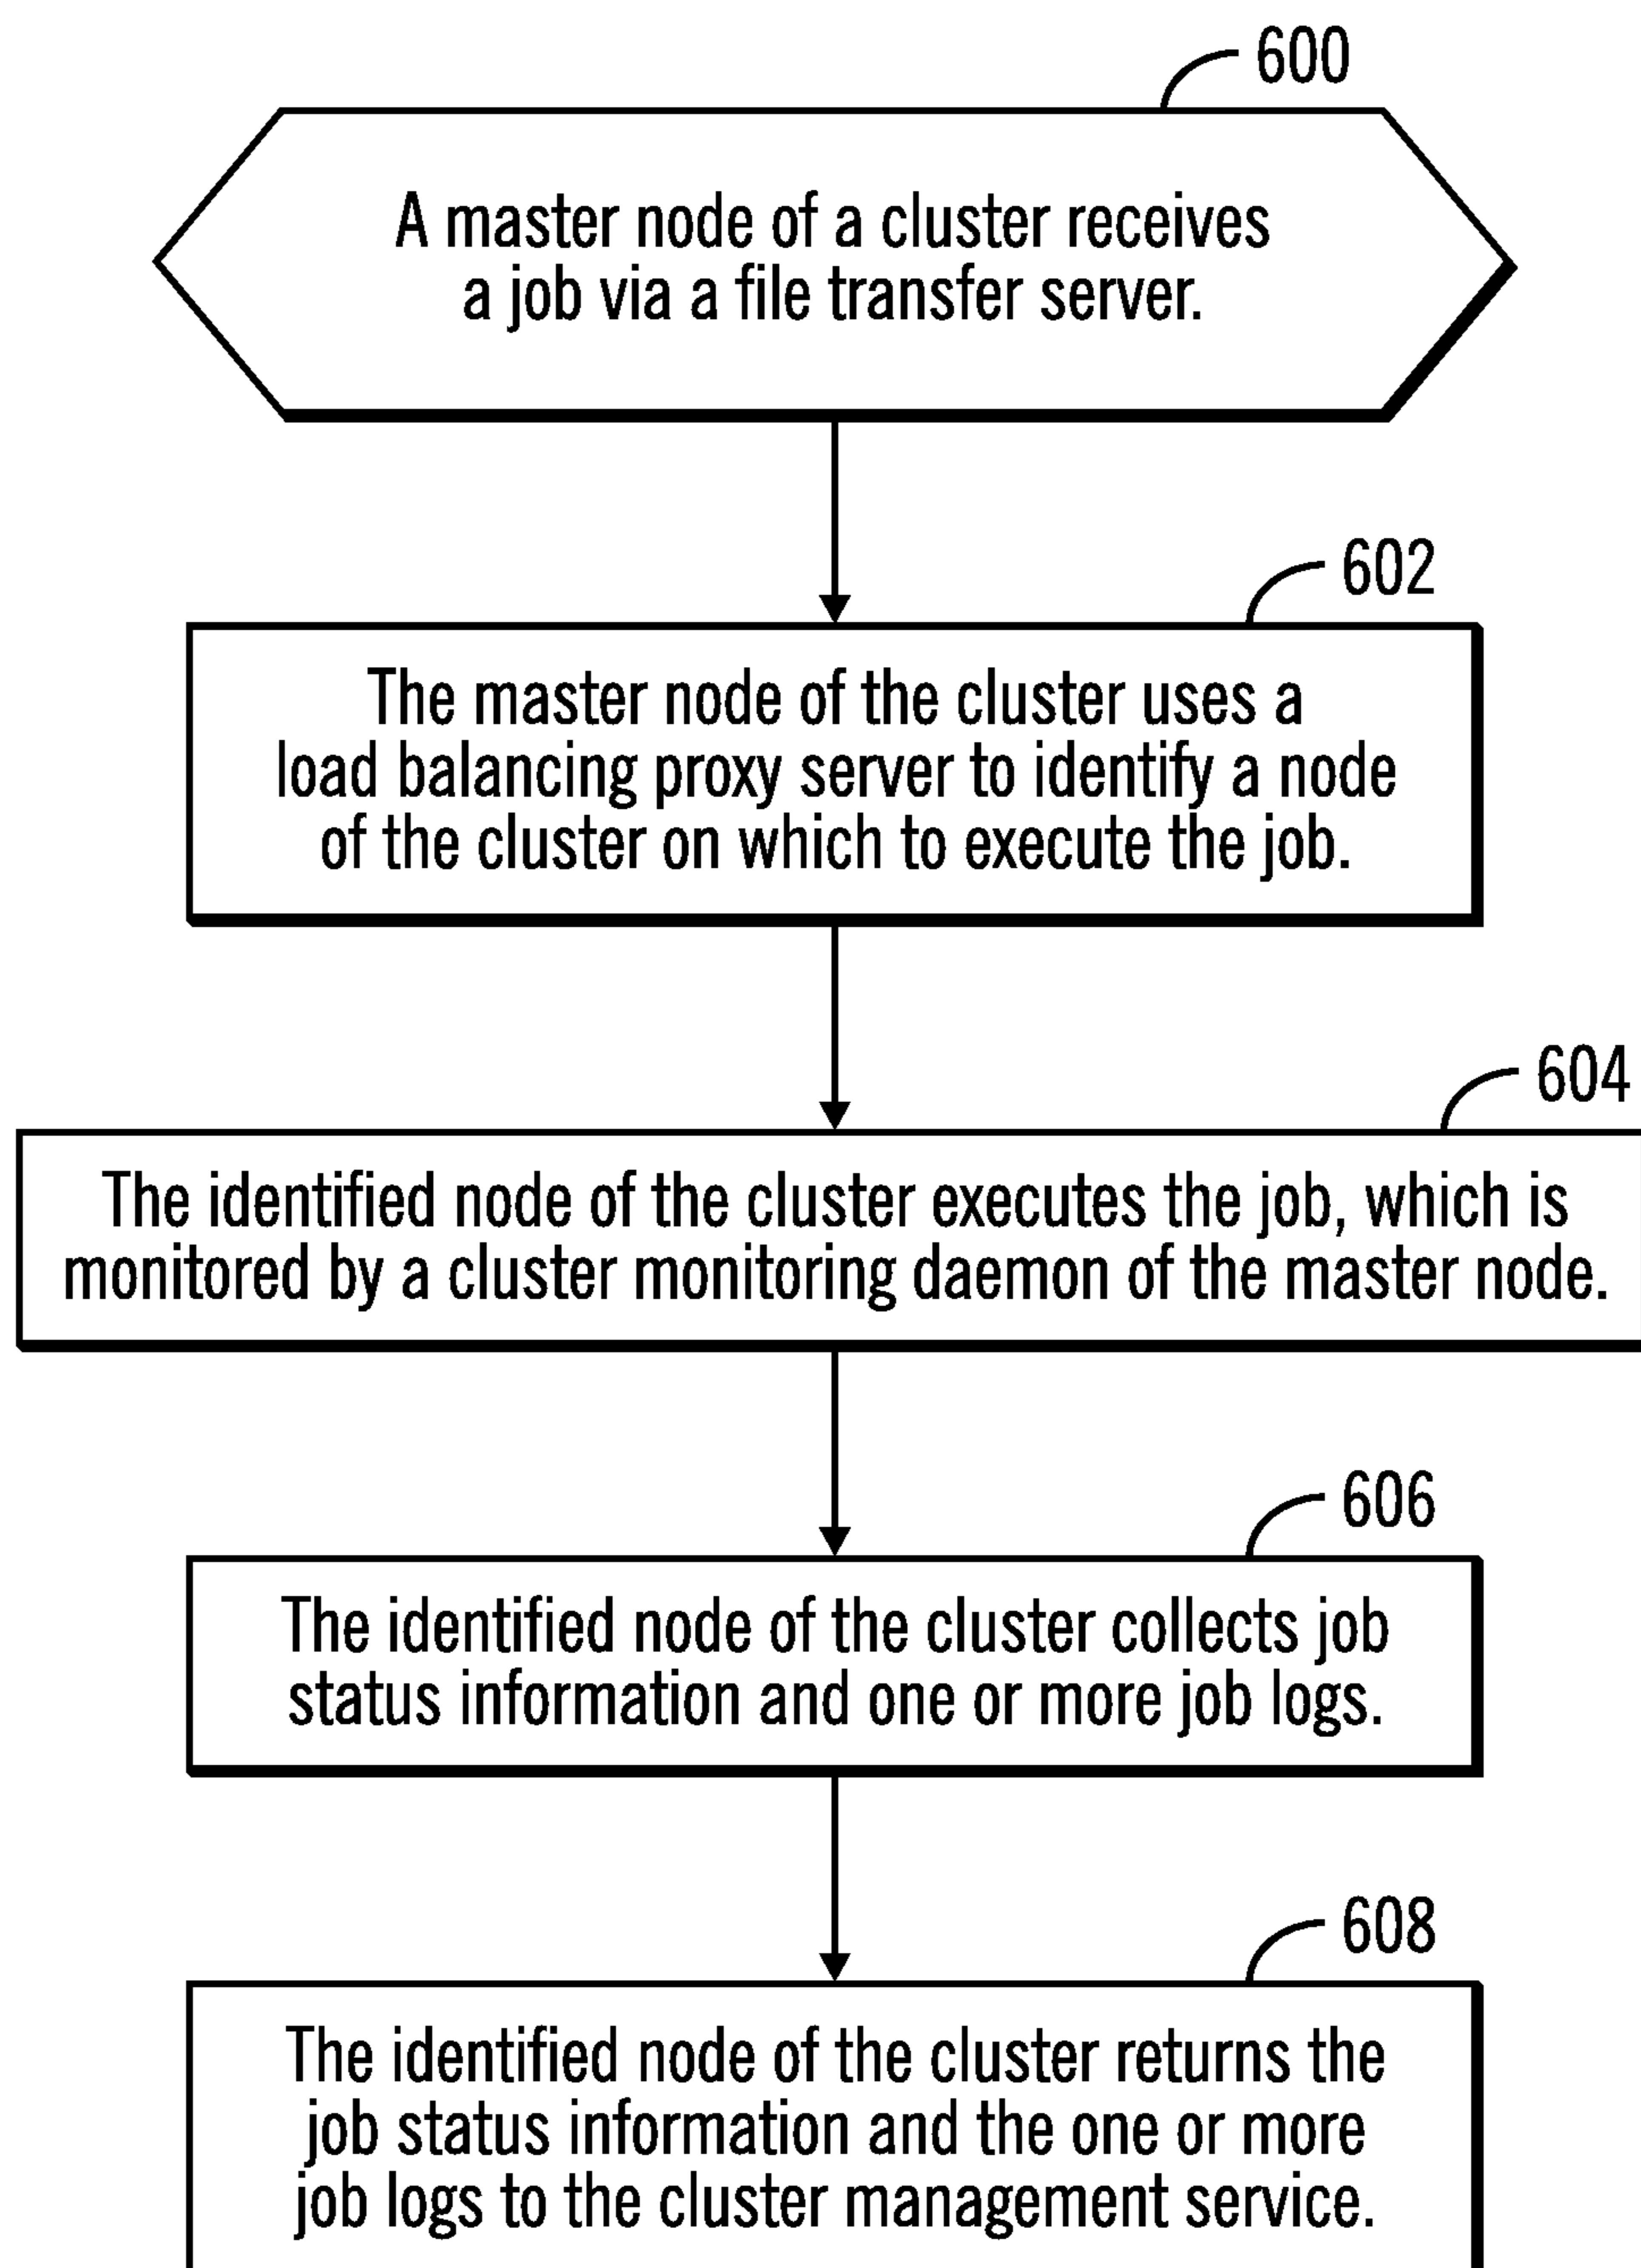 600
A master node of a cluster receives
a job via a file transfer server.
602
The master node of the cluster uses a
load balancing proxy server to identify a node
of the cluster on which to execute the job.
604
The identified node of the cluster executes the job, which is
monitored by a cluster monitoring daemon of the master node.
606
The identified node of the cluster collects job
status information and one or more job logs.
608
The identified node of the cluster returns the
job status information and the one or more
job logs to the cluster management service.